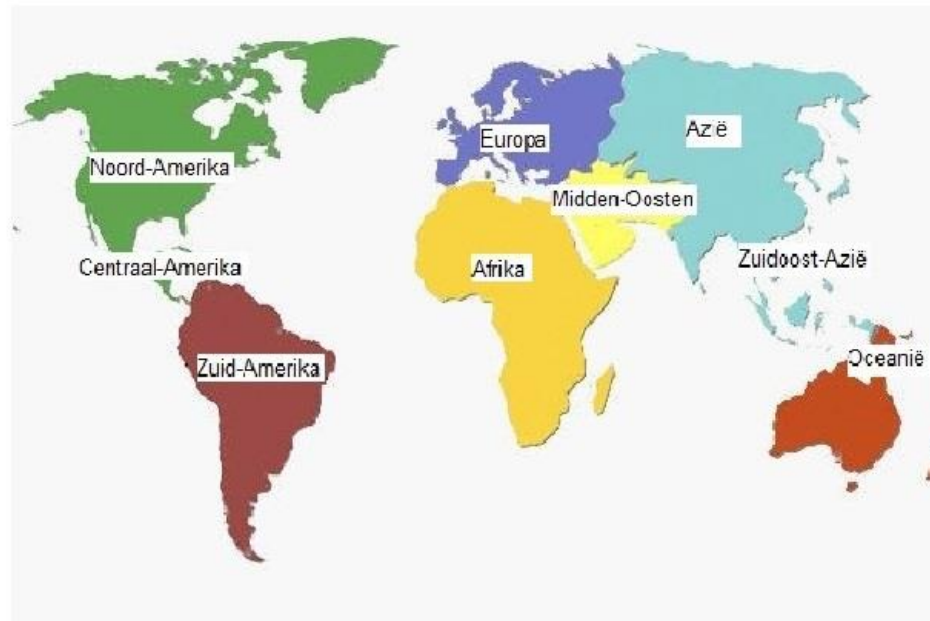 Europa
Azië
Noord-Amerika
Midden-Oosten
Centraal-Amerika
Afrika
Zuidoost-Azië
Zuid-Amerika
Oceanië